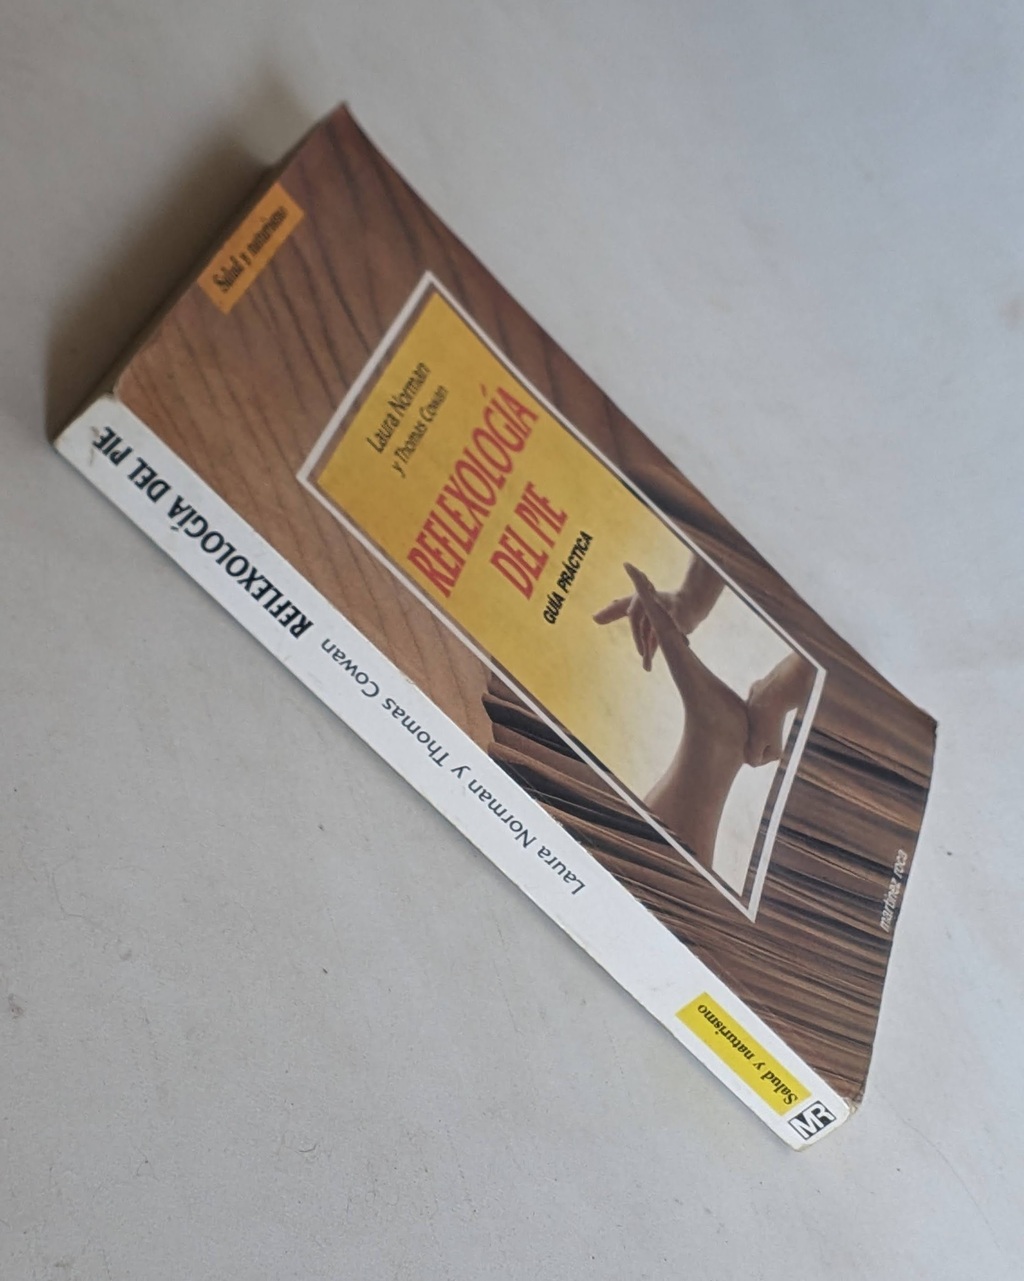 Salud y naturismo
Laura Norman
y Thomas Cowan
REFLEXOLOGÍA
DEL PIE
GUÍA PRÁCTICA
martínez roca
Laura Norman y Thomas Cowan REFLEXOLOGÍA DEL PIE
Salud y naturismo
MR